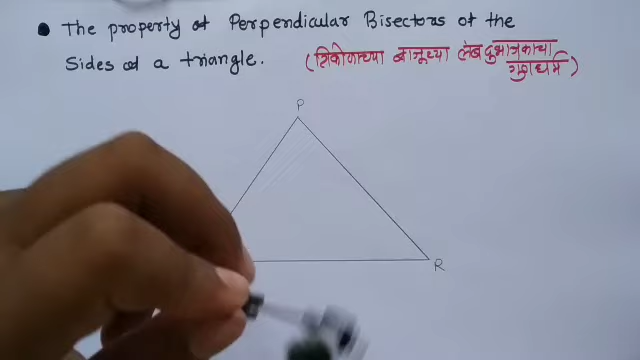 • The property of Perpendicular Bisectors of the
Sides of a triangle. (त्रिकोणाच्या बाजूच्या लंबदुभाजकाचा
गुणधर्म)
P
R